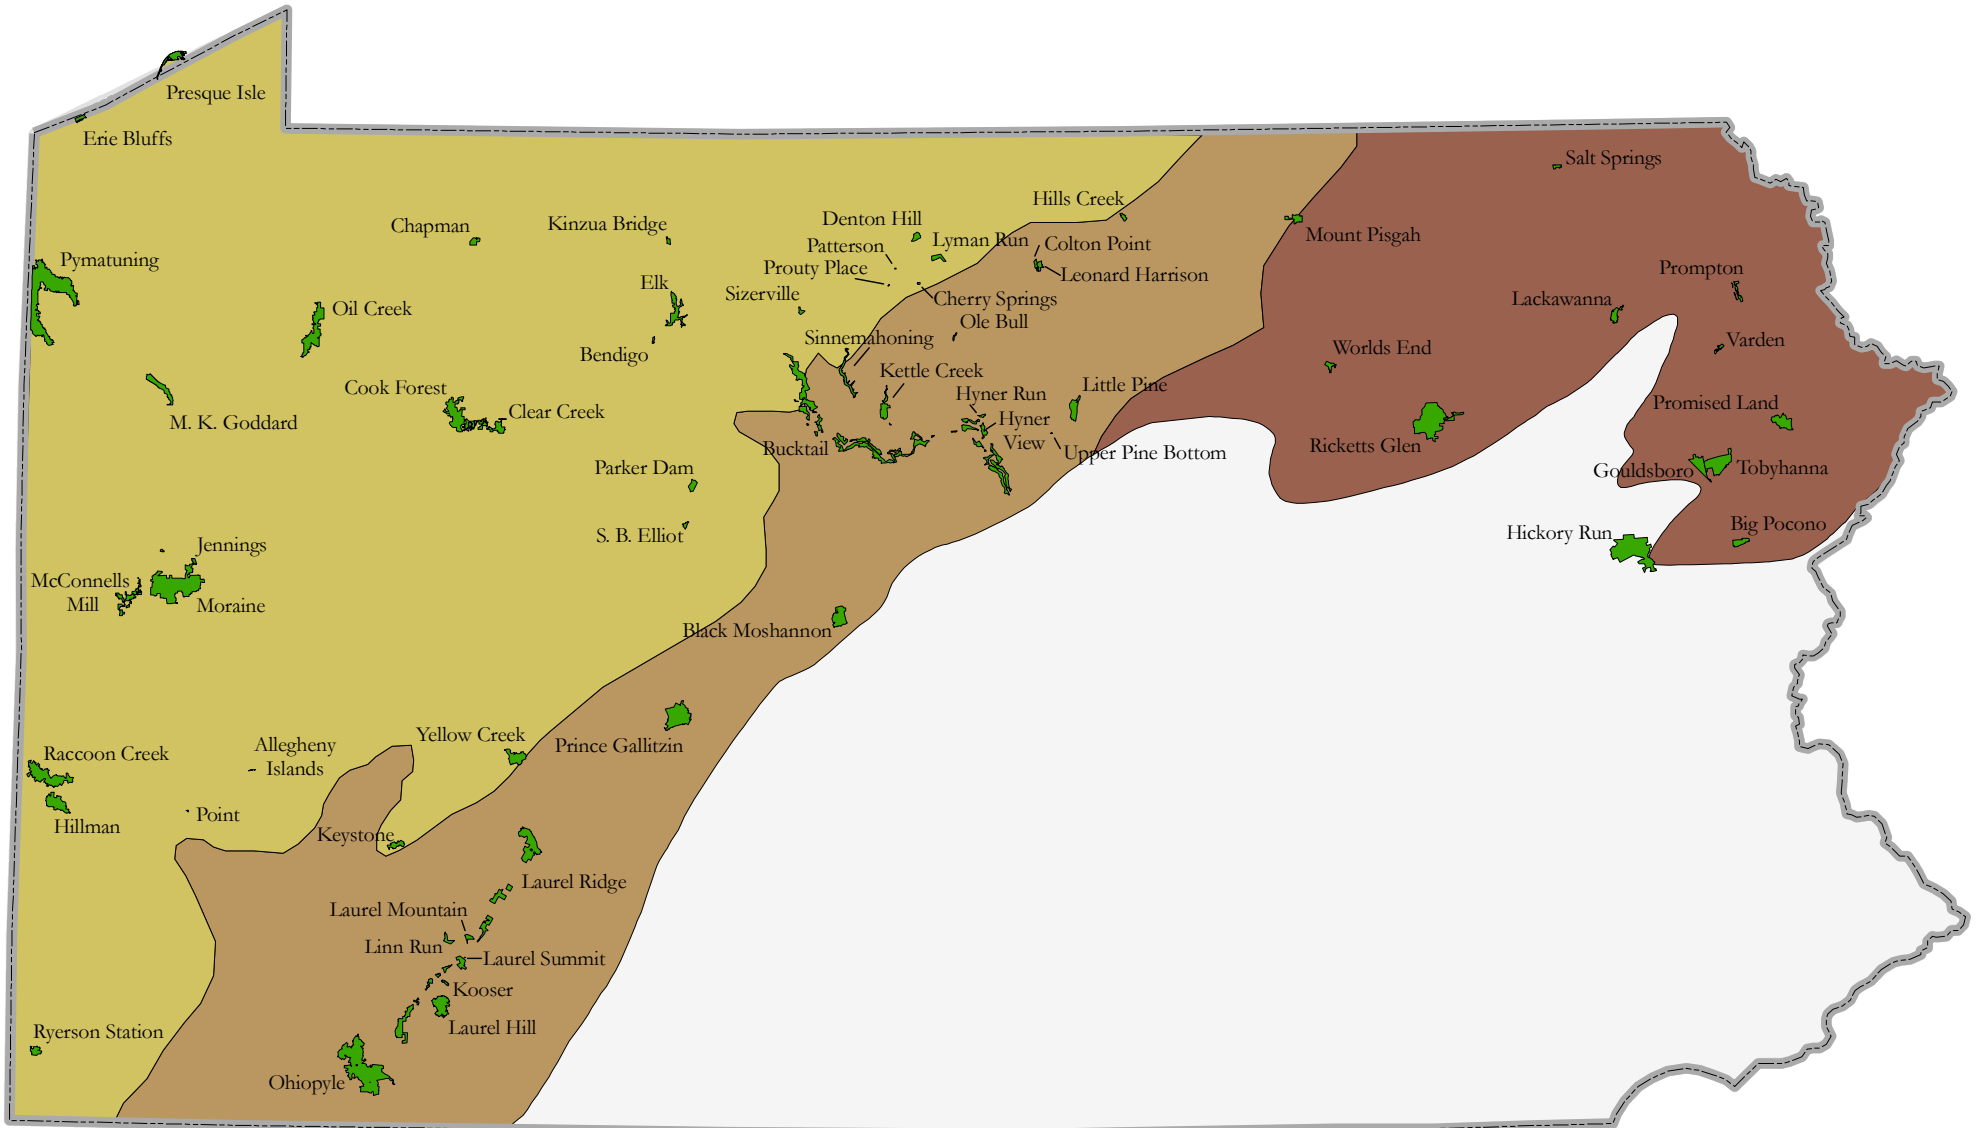 Presque Isle
Erie Bluffs
Salt Springs
Hills Creek
Denton Hill
Chapman
Kinzua Bridge
Mount Pisgah
Lyman Run
Patterson
Colton Point
Pymatuning
Prouty Place
Leonard Harrison
Prompton
Elk
Sizerville
Cherry Springs
Lackawanna
Oil Creek
Ole Bull
Sinnemahoning
Varden
Worlds End
Bendigo
Kettle Creek
Cook Forest
Little Pine
Hyner Run
Promised Land
Clear Creek
M. K. Goddard
Hyner
View
Bucktail
Upper Pine Bottom
Ricketts Glen
Parker Dam
Gouldsboro
Tobyhanna
Big Pocono
S. B. Elliot
Hickory Run
Jennings
McConnells
Mill
Moraine
Black Moshannon
Yellow Creek
Prince Gallitzin
Allegheny
Islands
Raccoon Creek
Point
Hillman
Keystone
Laurel Ridge
Laurel Mountain
Linn Run
Laurel Summit
Kooser
Laurel Hill
Ryerson Station
Ohiopyle